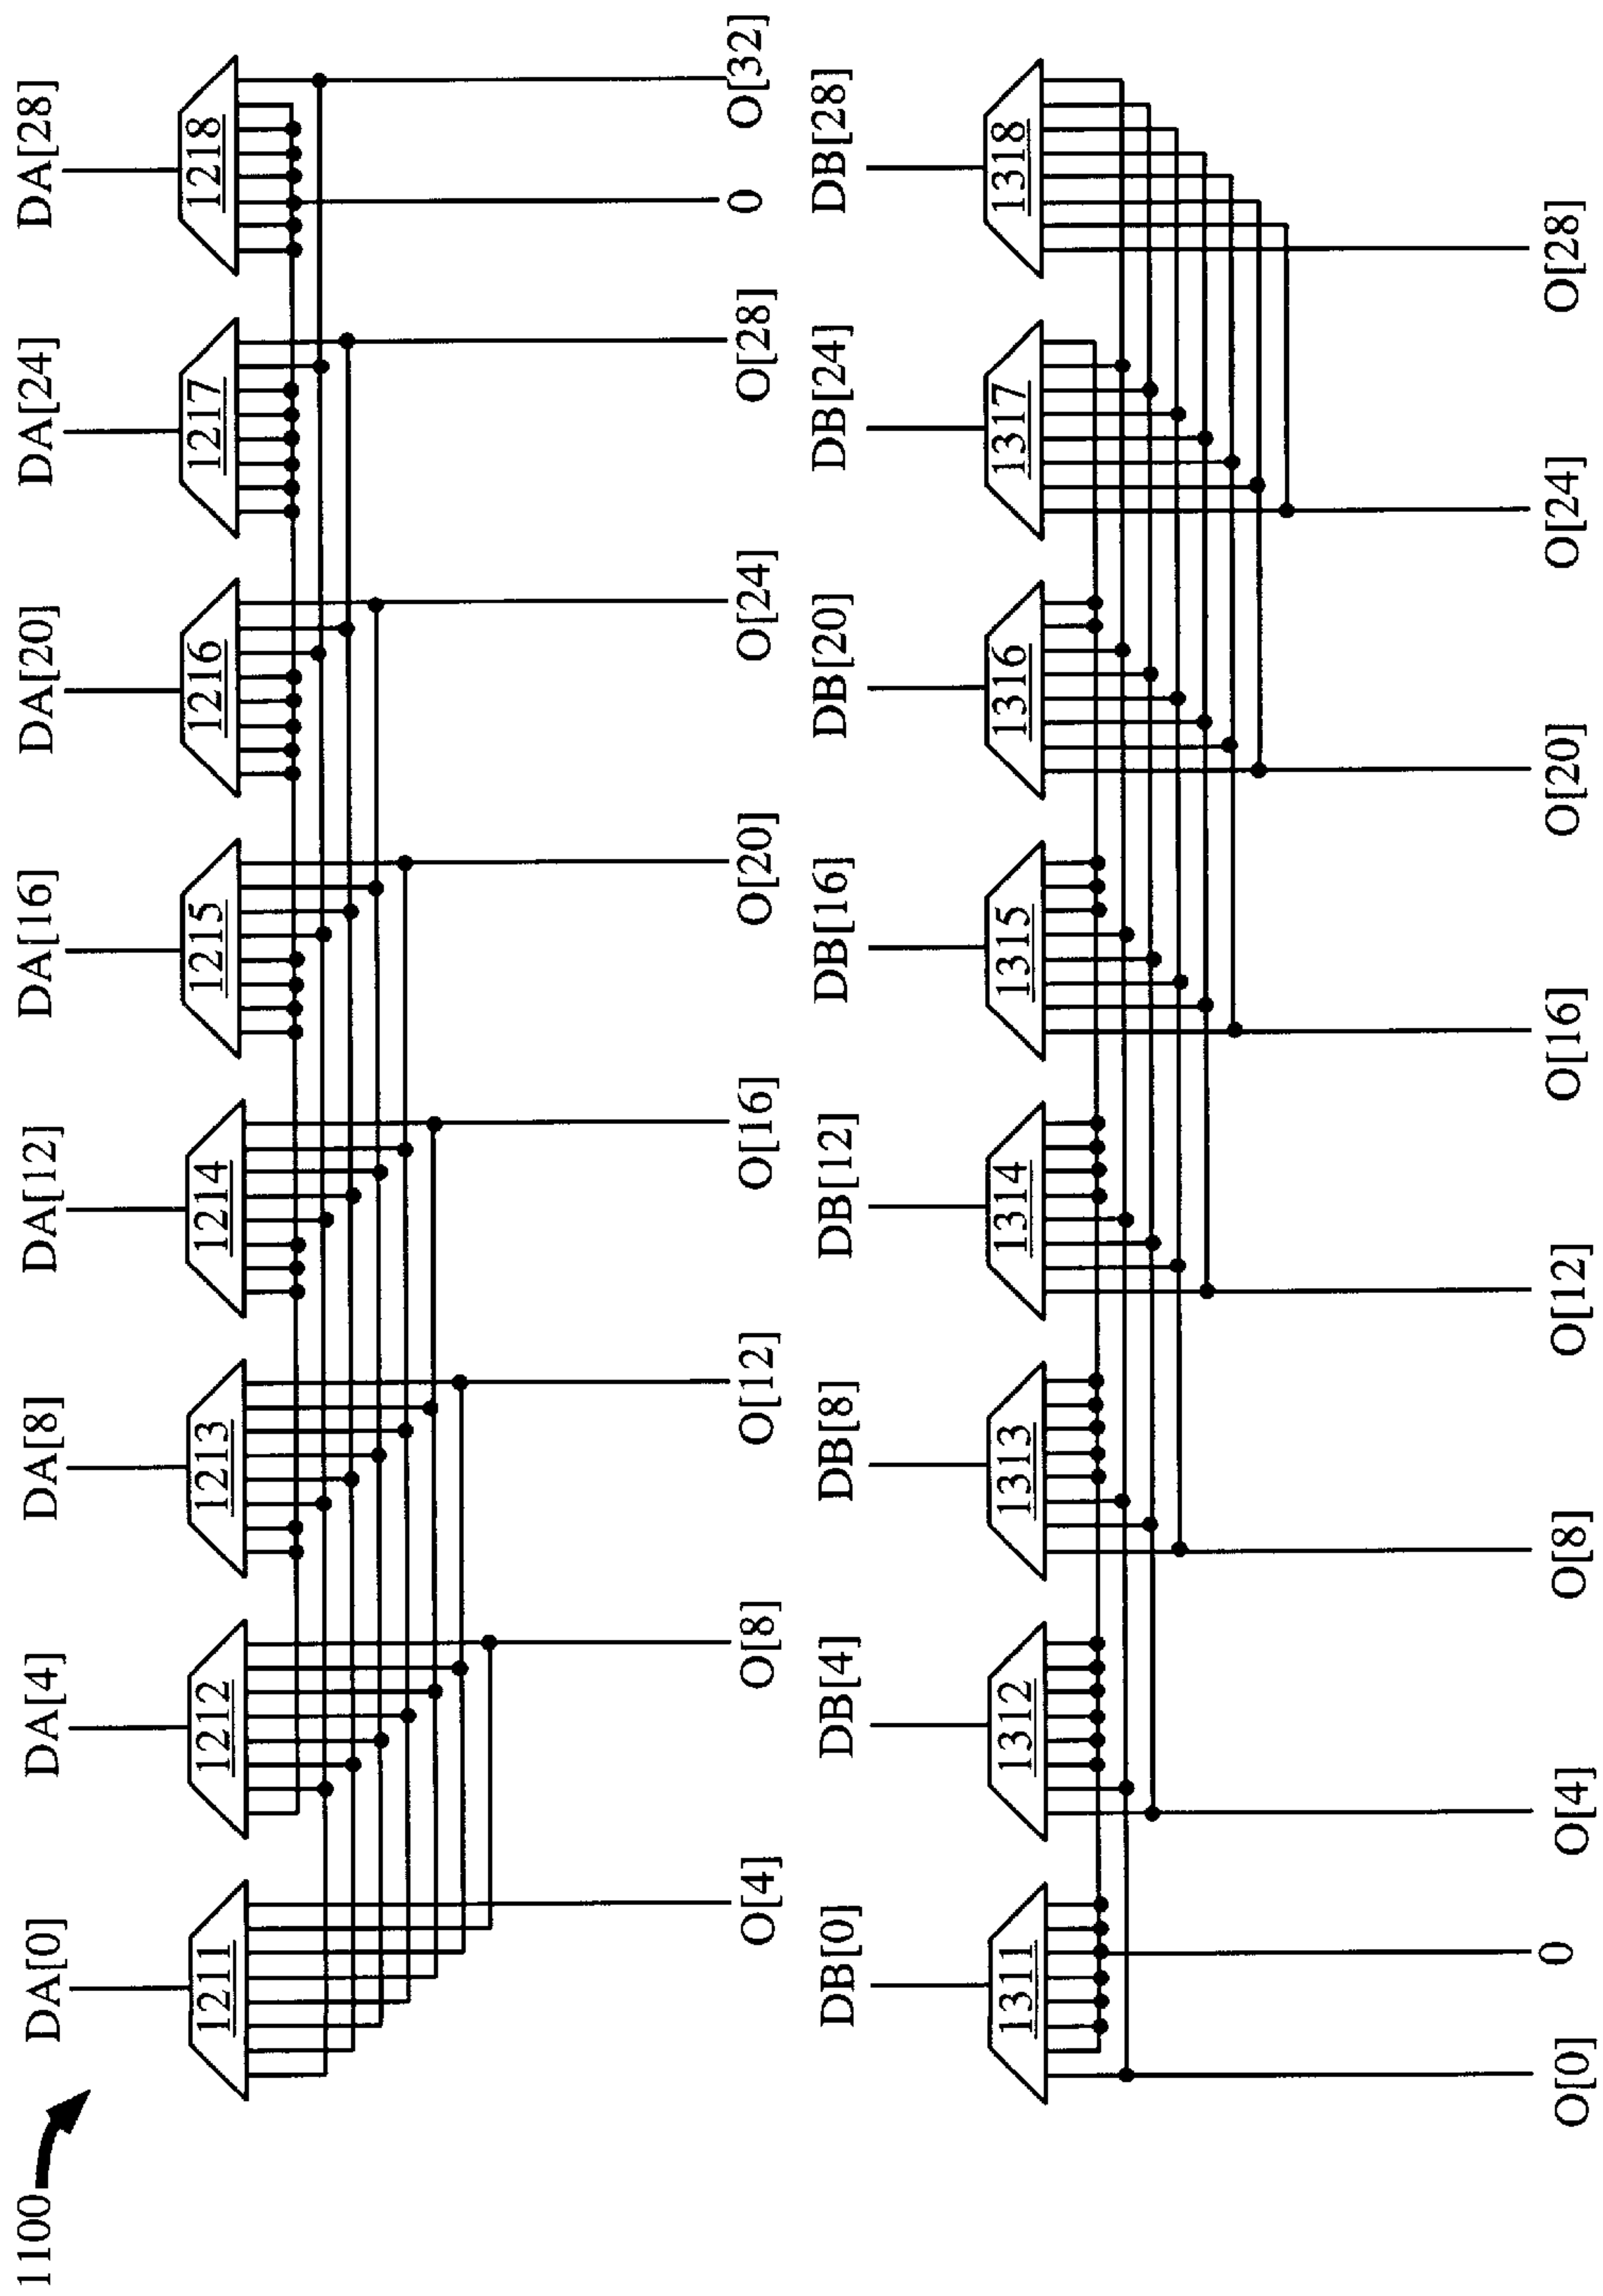 1100
DA[0] DA[4] DA[8] DA[12] DA[16] DA[20] DA[24] DA[28]
1211 1212 1213 1214 1215 1216 1217 1218
O[4] O[8] O[12] O[16] O[20] O[24] O[28] 0 O[32]
DB[0] DB[4] DB[8] DB[12] DB[16] DB[20] DB[24] DB[28]
1311 1312 1313 1314 1315 1316 1317 1318
O[0] 0 O[4] O[8] O[12] O[16] O[20] O[24] O[28]